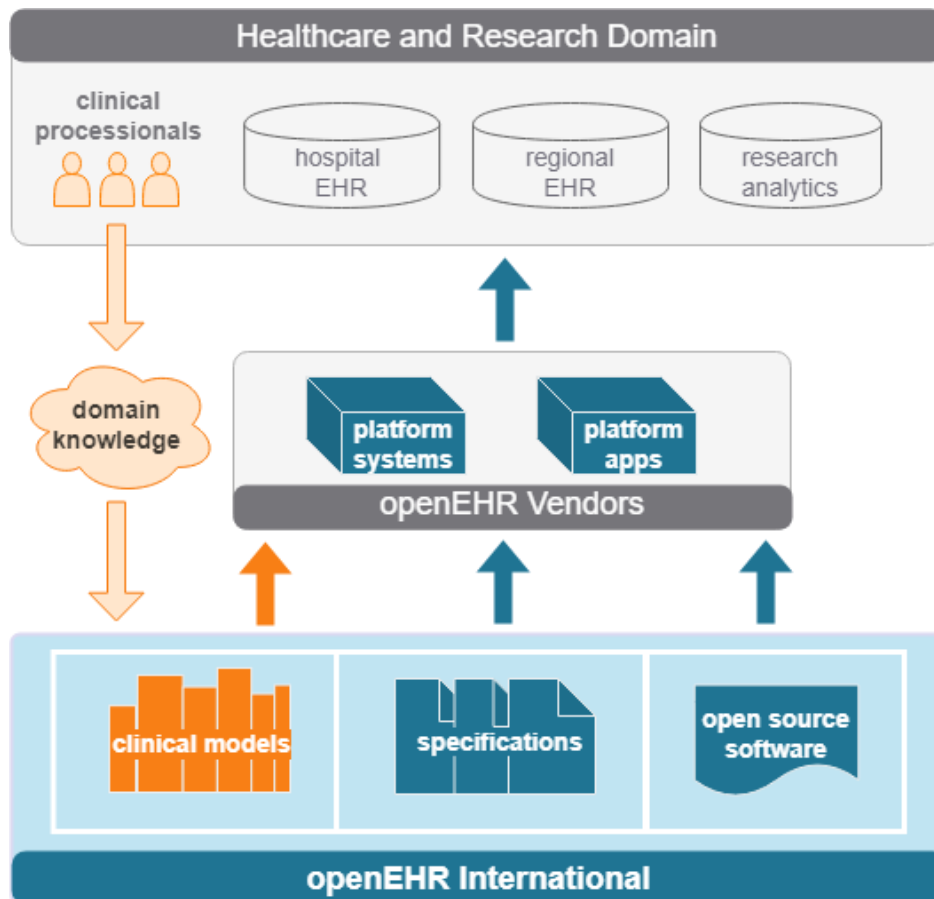 Healthcare and Research Domain
clinical
processionals
hospital
EHR
regional
EHR
research
analytics
domain
knowledge
platform
systems
platform
apps
openEHR Vendors
clinical models
specifications
open source
software
openEHR International